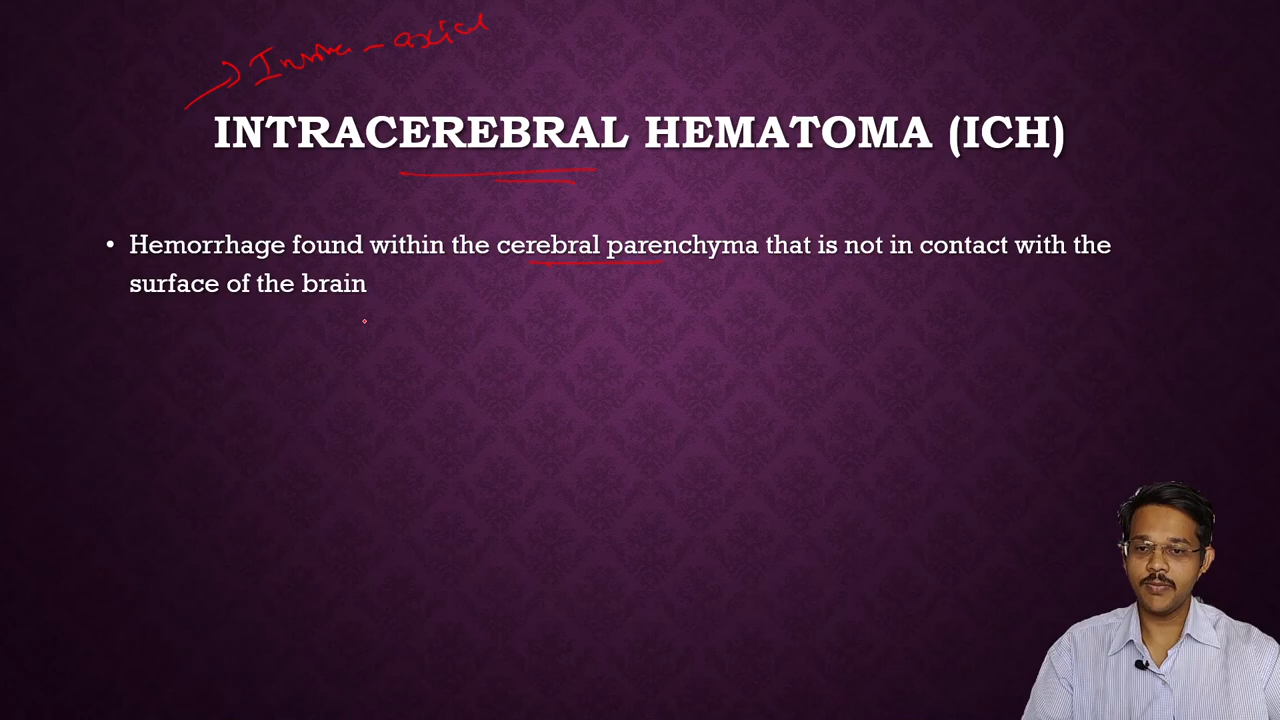 Intra-axial
INTRACEREBRAL HEMATOMA (ICH)
• Hemorrhage found within the cerebral parenchyma that is not in contact with the
surface of the brain